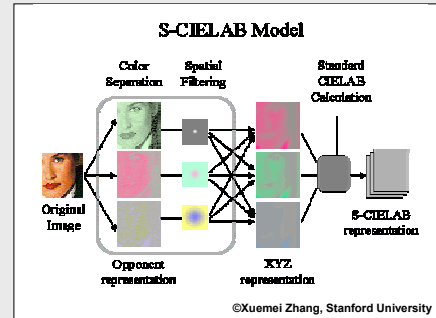 S-CIELAB Model
Color
Separation
Spatial
Filtering
Standard
CIELAB
Calculation
Original
Image
S-CIELAB
representation
Opponent
representation
XYZ
representation
©Xuemei Zhang, Stanford University